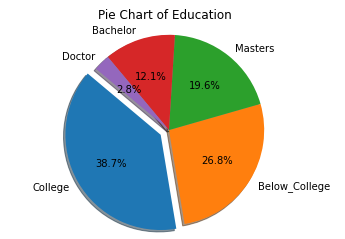 Pie Chart of Education
Bachelor
Masters
Doctor
12.1%
19.6%
2.8%
38.7%
26.8%
College
Below_College